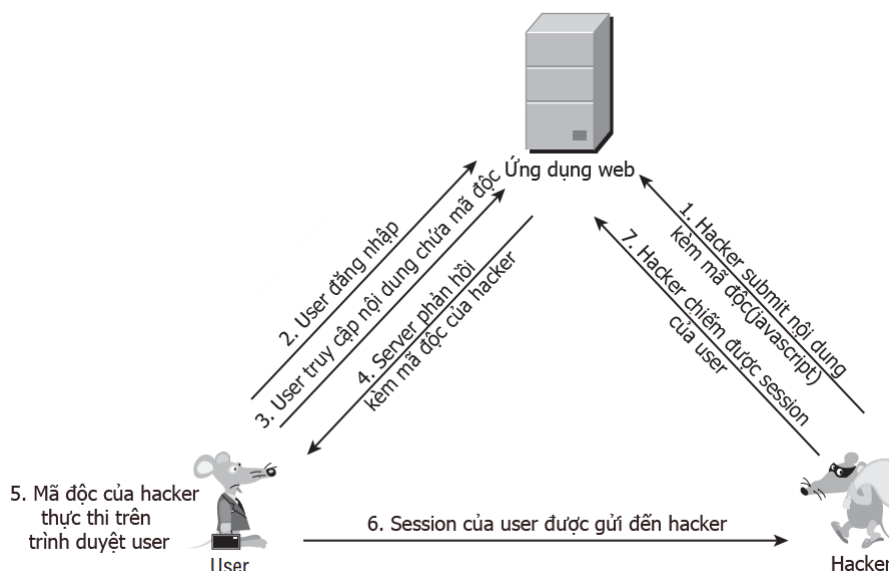 Ứng dụng web
1. Hacker submit nội dung
kèm mã độc(javascript)
2. User đăng nhập
3. User truy cập nội dung chứa mã độc
4. Server phản hồi
kèm mã độc của hacker
5. Mã độc của hacker
thực thi trên
trình duyệt user
6. Session của user được gửi đến hacker
7. Hacker chiếm được session
của user
User
Hacker